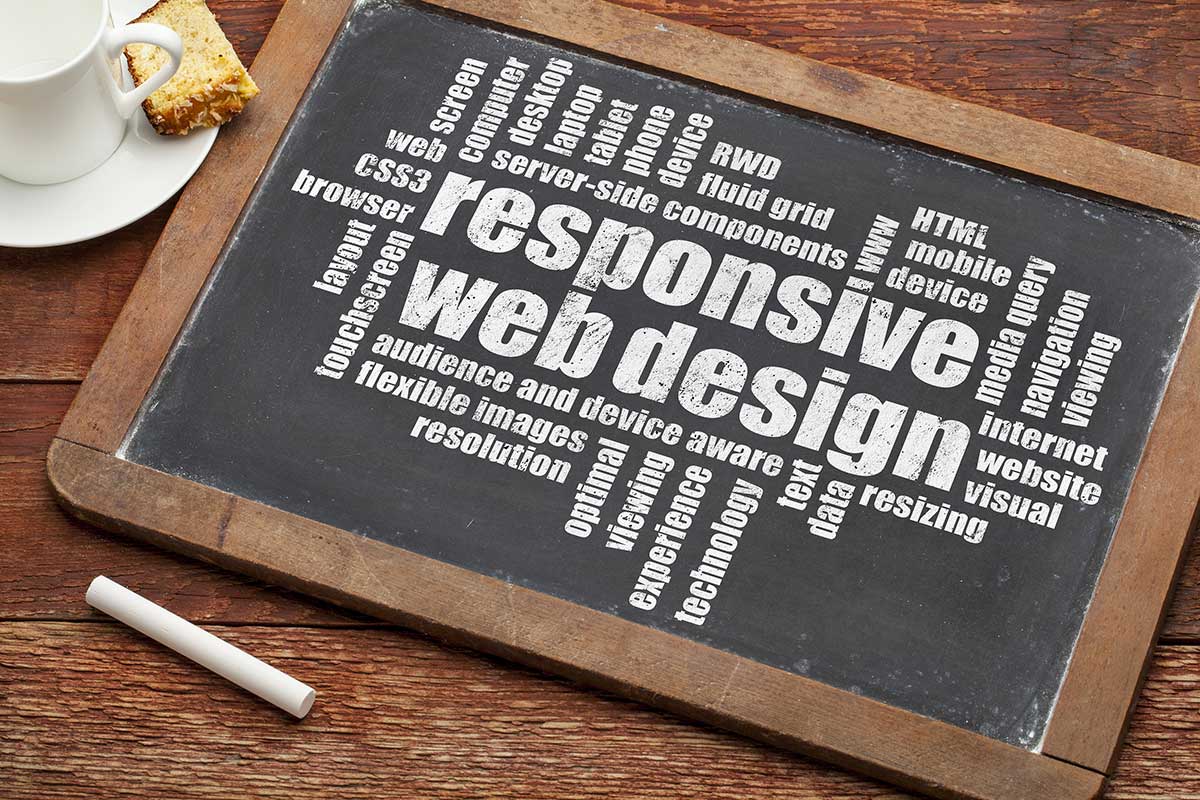 screen
computer
desktop
laptop
tablet
phone
device
RWD
web
server-side components
fluid grid
CSS3
browser
responsive
www
HTML
mobile
device
layout
touchscreen
web design
media query
navigation
viewing
audience and device aware
flexible images
resolution
internet
website
visual
optimal
viewing
experience
technology
text
data
resizing